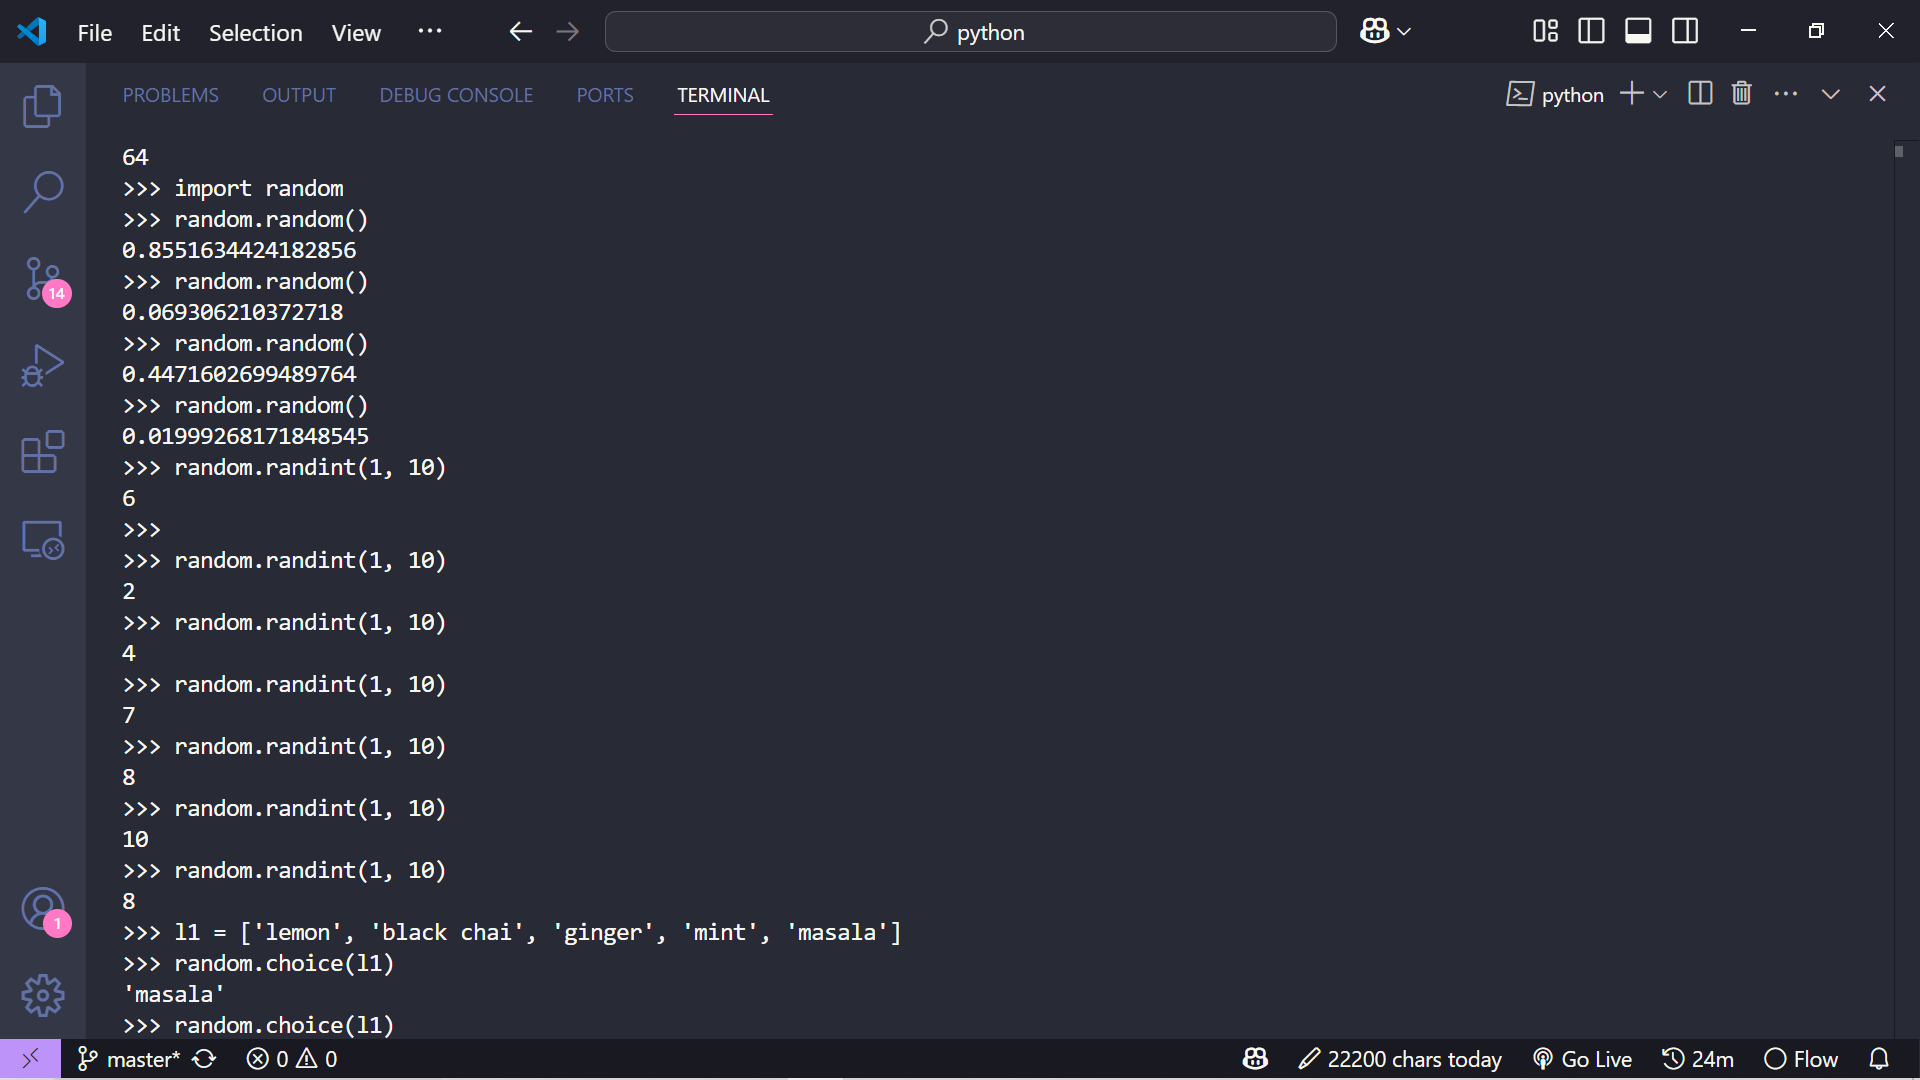 File Edit Selection View ··· python
PROBLEMS OUTPUT DEBUG CONSOLE PORTS TERMINAL python
64
>>> import random
>>> random.random()
0.8551634424182856
>>> random.random()
0.069306210372718
>>> random.random()
0.4471602699489764
>>> random.random()
0.01999268171848545
>>> random.randint(1, 10)
6
>>>
>>> random.randint(1, 10)
2
>>> random.randint(1, 10)
4
>>> random.randint(1, 10)
7
>>> random.randint(1, 10)
8
>>> random.randint(1, 10)
10
>>> random.randint(1, 10)
8
>>> l1 = ['lemon', 'black chai', 'ginger', 'mint', 'masala']
>>> random.choice(l1)
'masala'
>>> random.choice(l1)
14
1
master* 0 0 22200 chars today Go Live 24m Flow